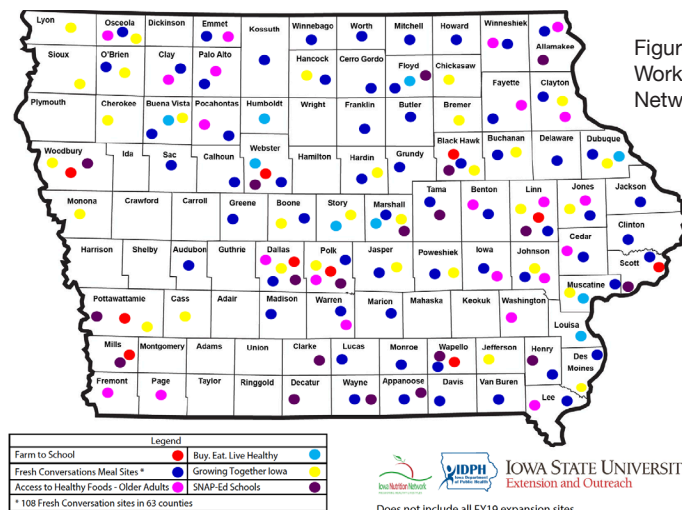 Figur
Work
Netw
Lyon Osceola Dickinson Emmet Kossuth Winnebago Worth Mitchell Howard Winneshiek Allamakee
Sioux O'Brien Clay Palo Alto Hancock Cerro Gordo Floyd Chickasaw Fayette Clayton
Plymouth Cherokee Buena Vista Pocahontas Humboldt Wright Franklin Butler Bremer
Woodbury Ida Sac Calhoun Webster Hamilton Hardin Grundy Black Hawk Buchanan Delaware Dubuque
Monona Crawford Carroll Greene Boone Story Marshall Tama Benton Linn Jones Jackson
Harrison Shelby Audubon Guthrie Dallas Polk Jasper Poweshiek Iowa Johnson Cedar Clinton Scott
Pottawattamie Cass Adair Madison Warren Marion Mahaska Keokuk Washington Muscatine Louisa
Mills Montgomery Adams Union Clarke Lucas Monroe Wapello Jefferson Henry Des Moines
Fremont Page Taylor Ringgold Decatur Wayne Appanoose Davis Van Buren Lee
Legend
Farm to School Buy. Eat. Live Healthy
Fresh Conversations Meal Sites * Growing Together Iowa
Access to Healthy Foods - Older Adults SNAP-Ed Schools
* 108 Fresh Conversation sites in 63 counties
Iowa Nutrition Network
IDPH
Iowa Department of Public Health
IOWA STATE UNIVERSIT
Extension and Outreach
Does not include all FY19 expansion sites